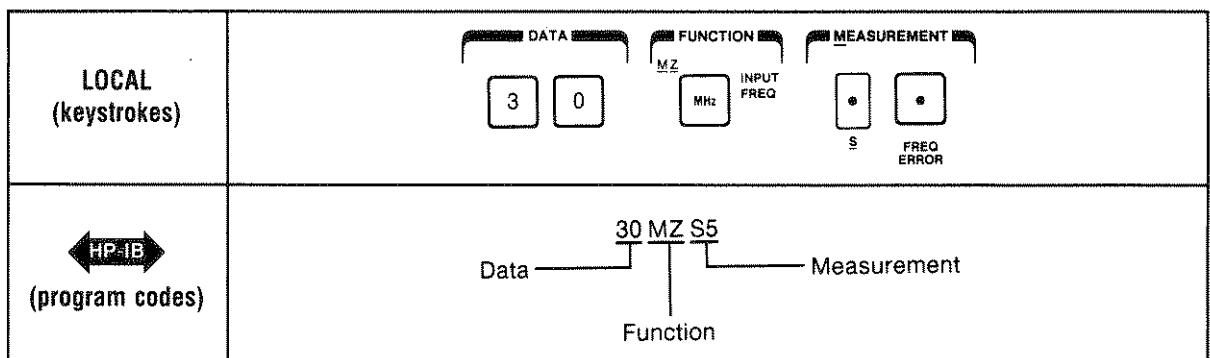 LOCAL
(keystrokes)
DATA
3 0
FUNCTION
MZ
MHz
INPUT
FREQ
MEASUREMENT
S
FREQ
ERROR
HP-IB
(program codes)
30 MZ S5
Data
Measurement
Function